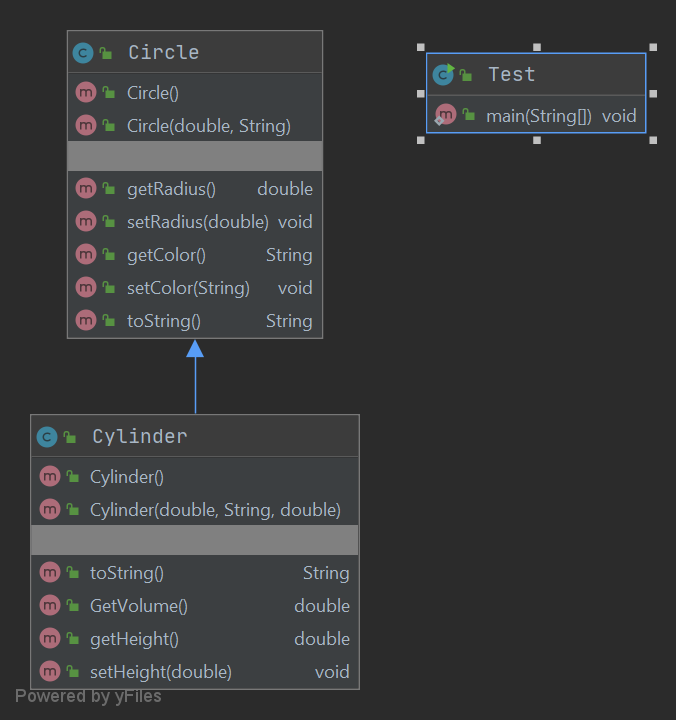 Circle
Circle()
Circle(double, String)
getRadius() double
setRadius(double) void
getColor() String
setColor(String) void
toString() String
Test
main(String[]) void
Cylinder
Cylinder()
Cylinder(double, String, double)
toString() String
GetVolume() double
getHeight() double
setHeight(double) void
Powered by yFiles